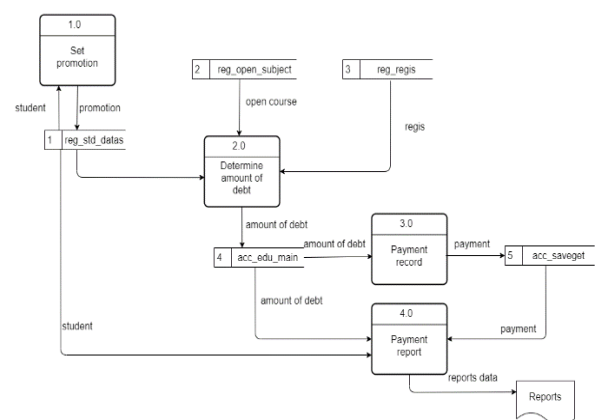 1.0
Set
promotion
student
promotion
1 reg_std_datas
2 reg_open_subject
3 reg_regis
open course
regis
2.0
Determine
amount of
debt
amount of debt
4 acc_edu_main
amount of debt
3.0
Payment
record
payment
5 acc_saveget
amount of debt
4.0
Payment
report
payment
student
reports data
Reports